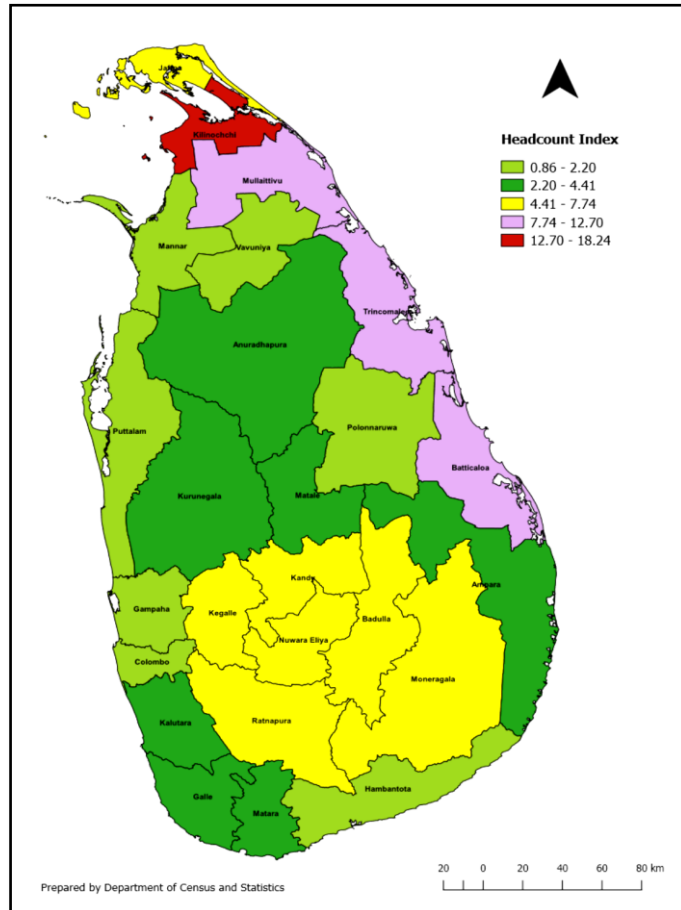 Jaffna
Kilinochchi
Mullaittivu
Mannar
Vavuniya
Trincomalee
Anuradhapura
Puttalam
Polonnaruwa
Batticaloa
Kurunegala
Matale
Kandy
Ampara
Gampaha
Kegalle
Badulla
Nuwara Eliya
Colombo
Moneragala
Kalutara
Ratnapura
Hambantota
Galle
Matara
Headcount Index
0.86 - 2.20
2.20 - 4.41
4.41 - 7.74
7.74 - 12.70
12.70 - 18.24
20 0 20 40 60 80 km
Prepared by Department of Census and Statistics